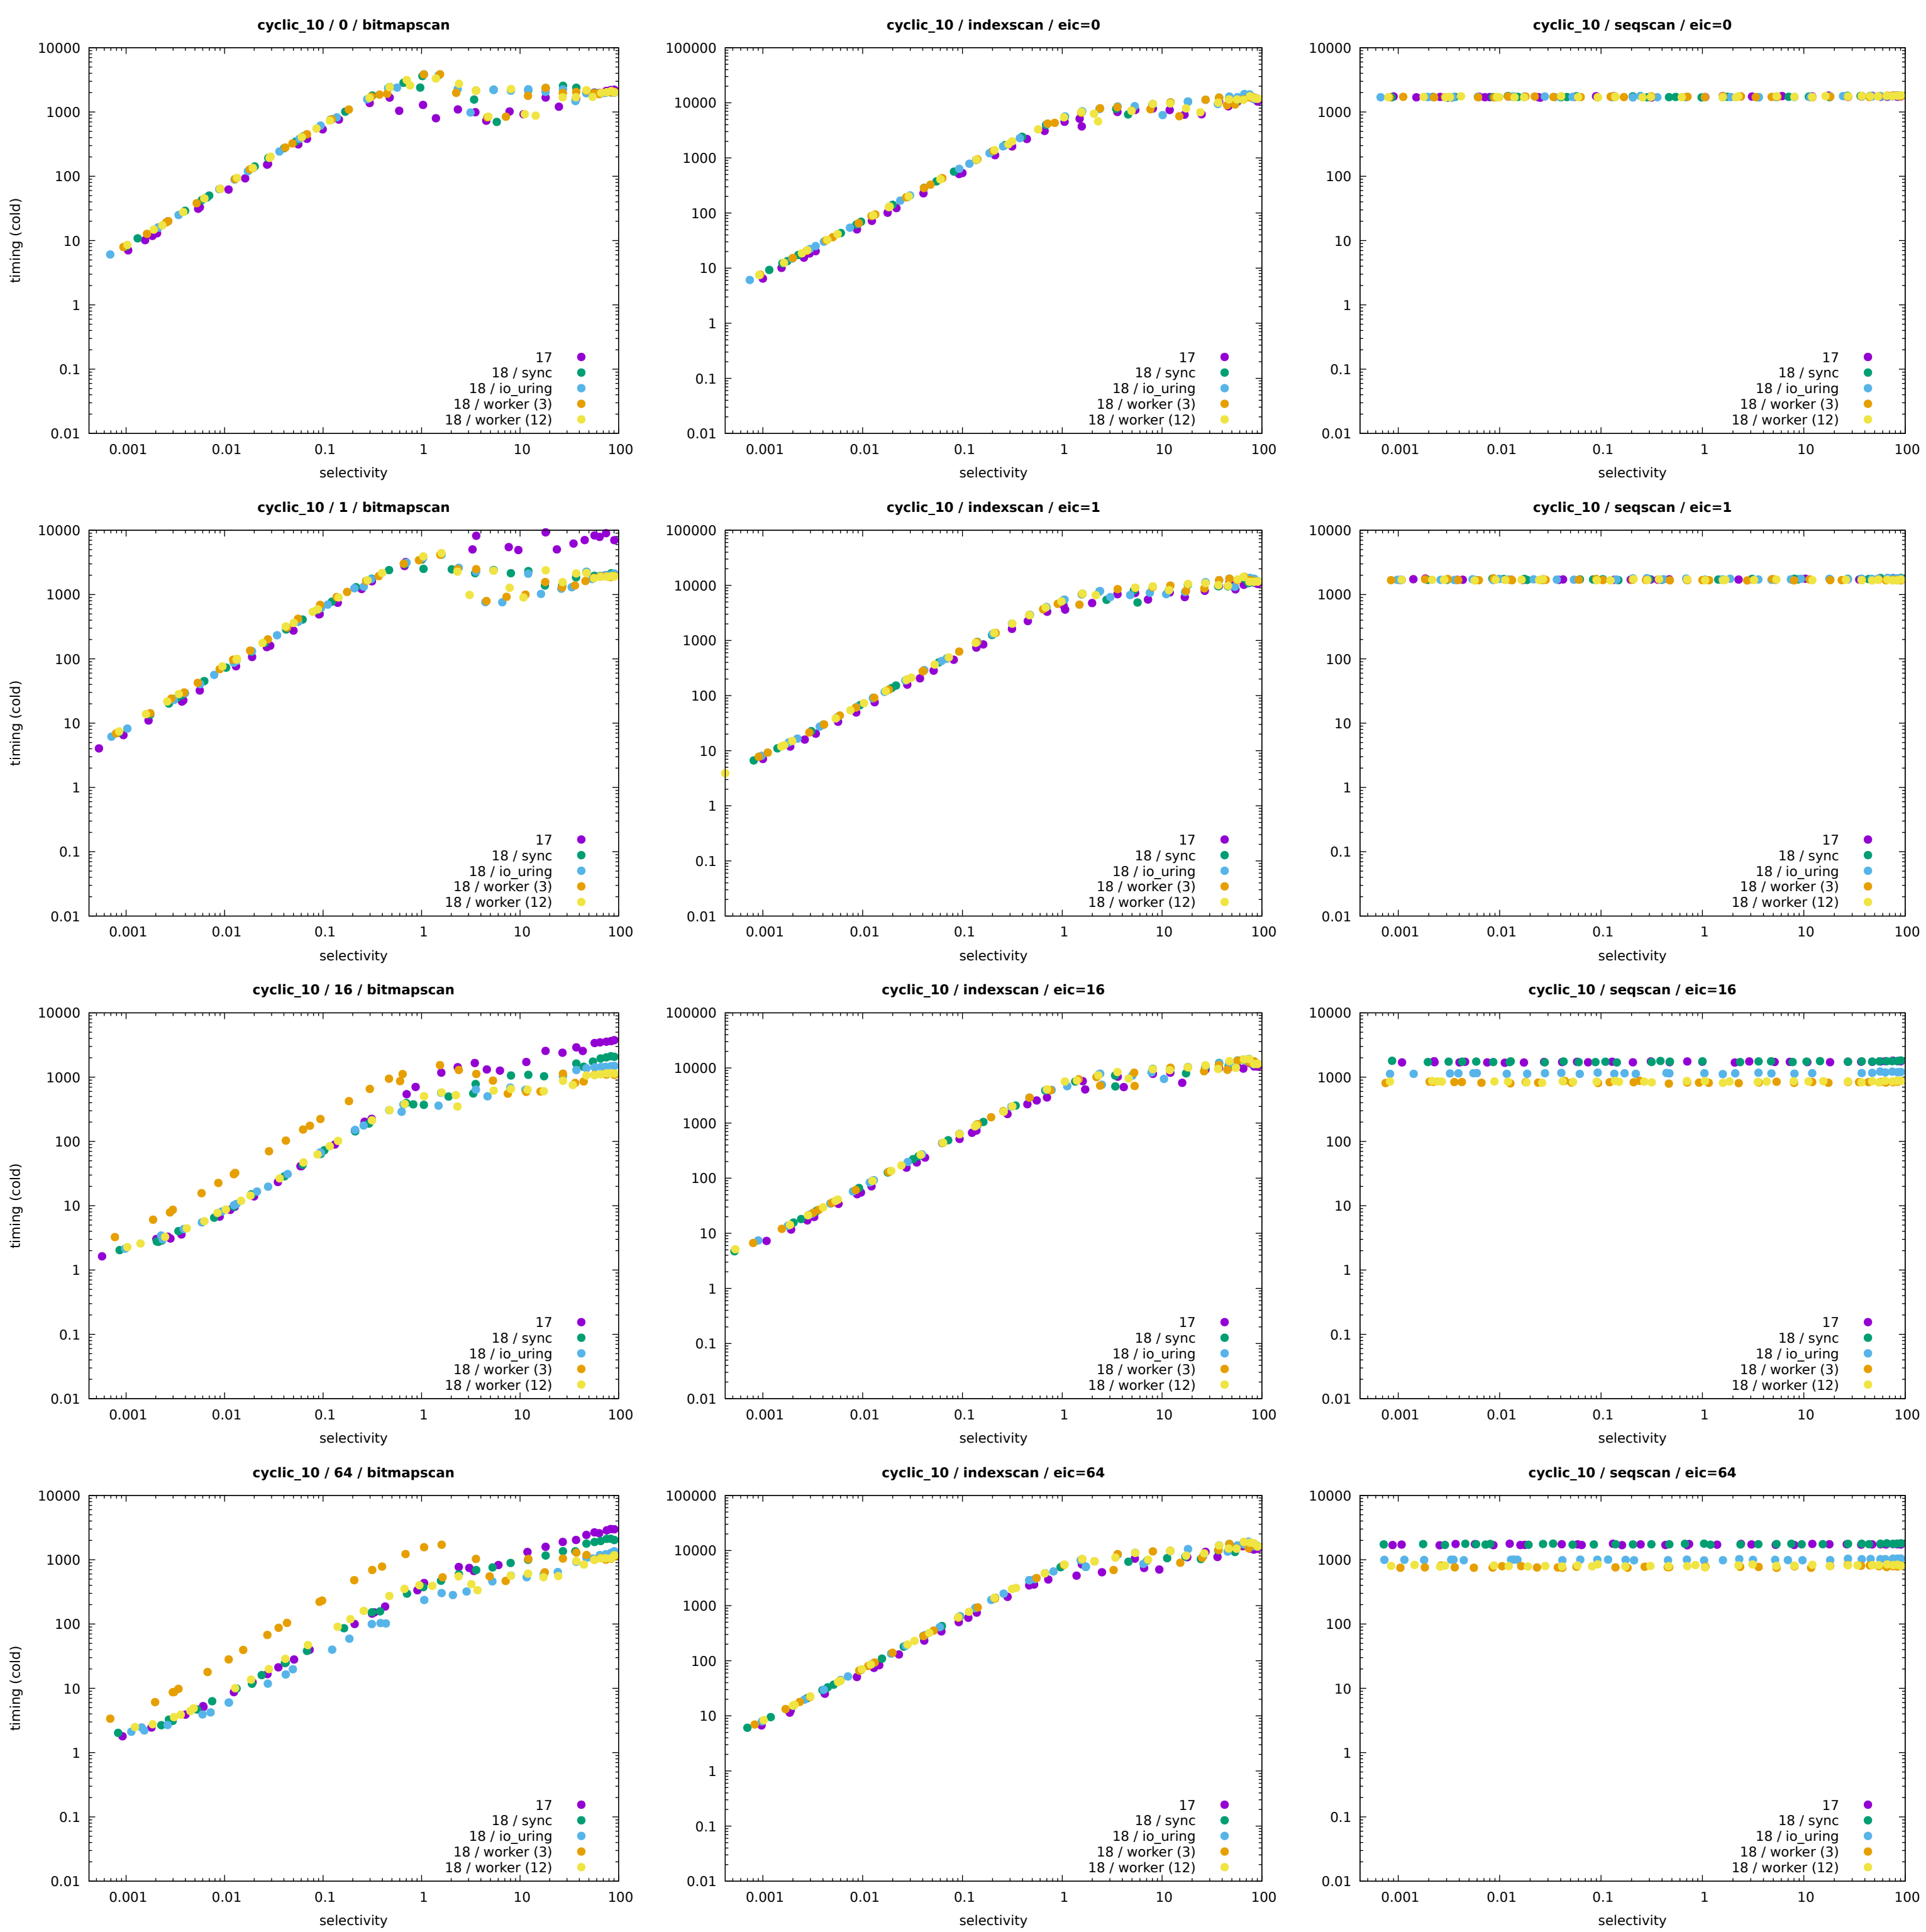 cyclic_10 / 0 / bitmapscan
10000
1000
100
10
1
0.1
0.01
timing (cold)
17
18 / sync
18 / io_uring
18 / worker (3)
18 / worker (12)
0.001 0.01 0.1 1 10 100
selectivity
cyclic_10 / indexscan / eic=0
100000
10000
1000
100
10
1
0.1
0.01
17
18 / sync
18 / io_uring
18 / worker (3)
18 / worker (12)
0.001 0.01 0.1 1 10 100
selectivity
cyclic_10 / seqscan / eic=0
10000
1000
100
10
1
0.1
0.01
17
18 / sync
18 / io_uring
18 / worker (3)
18 / worker (12)
0.001 0.01 0.1 1 10 100
selectivity
cyclic_10 / 1 / bitmapscan
10000
1000
100
10
1
0.1
0.01
timing (cold)
17
18 / sync
18 / io_uring
18 / worker (3)
18 / worker (12)
0.001 0.01 0.1 1 10 100
selectivity
cyclic_10 / indexscan / eic=1
100000
10000
1000
100
10
1
0.1
0.01
17
18 / sync
18 / io_uring
18 / worker (3)
18 / worker (12)
0.001 0.01 0.1 1 10 100
selectivity
cyclic_10 / seqscan / eic=1
10000
1000
100
10
1
0.1
0.01
17
18 / sync
18 / io_uring
18 / worker (3)
18 / worker (12)
0.001 0.01 0.1 1 10 100
selectivity
cyclic_10 / 16 / bitmapscan
10000
1000
100
10
1
0.1
0.01
timing (cold)
17
18 / sync
18 / io_uring
18 / worker (3)
18 / worker (12)
0.001 0.01 0.1 1 10 100
selectivity
cyclic_10 / indexscan / eic=16
100000
10000
1000
100
10
1
0.1
0.01
17
18 / sync
18 / io_uring
18 / worker (3)
18 / worker (12)
0.001 0.01 0.1 1 10 100
selectivity
cyclic_10 / seqscan / eic=16
10000
1000
100
10
1
0.1
0.01
17
18 / sync
18 / io_uring
18 / worker (3)
18 / worker (12)
0.001 0.01 0.1 1 10 100
selectivity
cyclic_10 / 64 / bitmapscan
10000
1000
100
10
1
0.1
0.01
timing (cold)
17
18 / sync
18 / io_uring
18 / worker (3)
18 / worker (12)
0.001 0.01 0.1 1 10 100
selectivity
cyclic_10 / indexscan / eic=64
100000
10000
1000
100
10
1
0.1
0.01
17
18 / sync
18 / io_uring
18 / worker (3)
18 / worker (12)
0.001 0.01 0.1 1 10 100
selectivity
cyclic_10 / seqscan / eic=64
10000
1000
100
10
1
0.1
0.01
17
18 / sync
18 / io_uring
18 / worker (3)
18 / worker (12)
0.001 0.01 0.1 1 10 100
selectivity